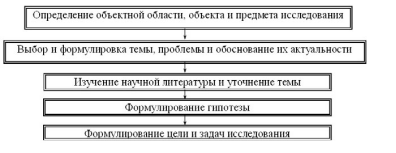 Определение объектной области, объекта и предмета исследования
Выбор и формулировка темы, проблемы и обоснование их актуальности
Изучение научной литературы и уточнение темы
Формулирование гипотезы
Формулирование цели и задач исследования